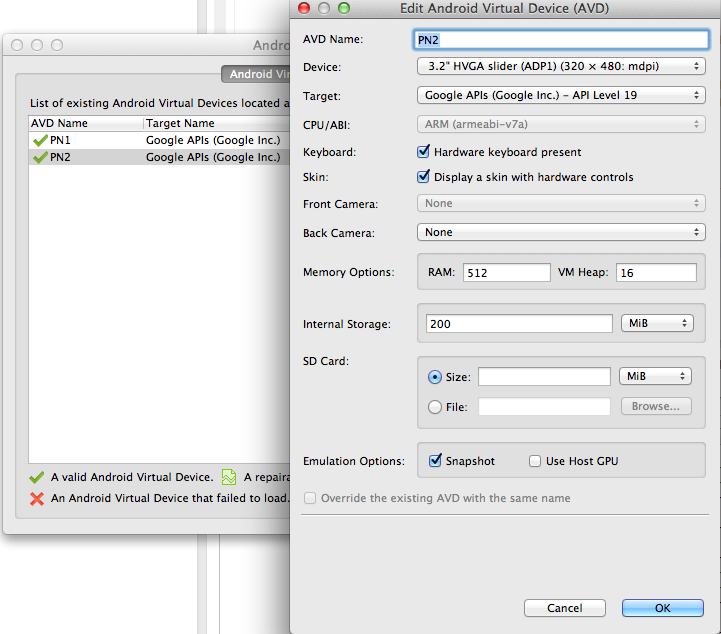 Edit Android Virtual Device (AVD)
Andro
Android Vir
List of existing Android Virtual Devices located a
AVD Name Target Name
PN1 Google APIs (Google Inc.)
PN2 Google APIs (Google Inc.)
A valid Android Virtual Device. A repaira
An Android Virtual Device that failed to load.
AVD Name: PN2
Device: 3.2" HVGA slider (ADP1) (320 × 480: mdpi)
Target: Google APIs (Google Inc.) – API Level 19
CPU/ABI: ARM (armeabi-v7a)
Keyboard: Hardware keyboard present
Skin: Display a skin with hardware controls
Front Camera: None
Back Camera: None
Memory Options: RAM: 512 VM Heap: 16
Internal Storage: 200 MiB
SD Card:
Size: MiB
File: Browse...
Emulation Options: Snapshot Use Host GPU
Override the existing AVD with the same name
Cancel OK